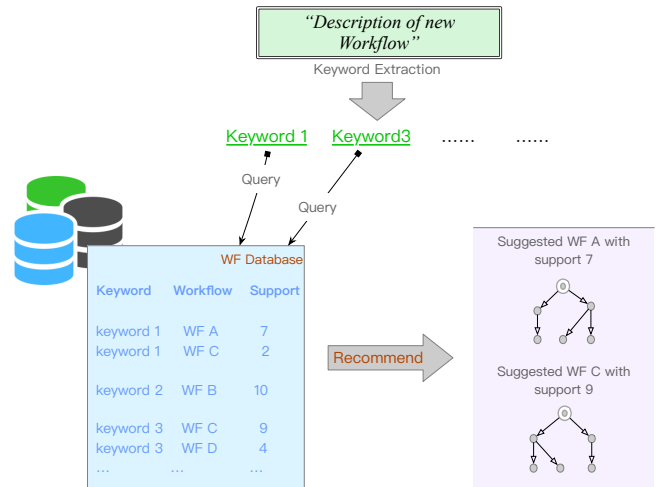 “Description of new
Workflow”
Keyword Extraction
Keyword 1 Keyword3 ...... ......
Query
Query
WF Database
Keyword Workflow Support
keyword 1 WF A 7
keyword 1 WF C 2
keyword 2 WF B 10
keyword 3 WF C 9
keyword 3 WF D 4
... ... ...
Recommend
Suggested WF A with
support 7
Suggested WF C with
support 9